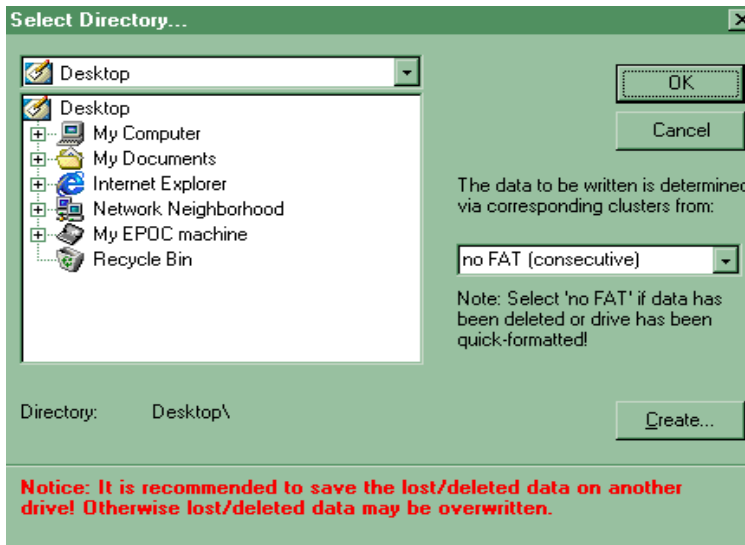 Select Directory...
Desktop
OK
Desktop
My Computer
Cancel
My Documents
Internet Explorer
Network Neighborhood
My EPOC machine
Recycle Bin
The data to be written is determined
via corresponding clusters from:
no FAT (consecutive)
Note: Select 'no FAT' if data has
been deleted or drive has been
quick-formatted!
Directory: Desktop\
Create...
Notice: It is recommended to save the lost/deleted data on another
drive! Otherwise lost/deleted data may be overwritten.